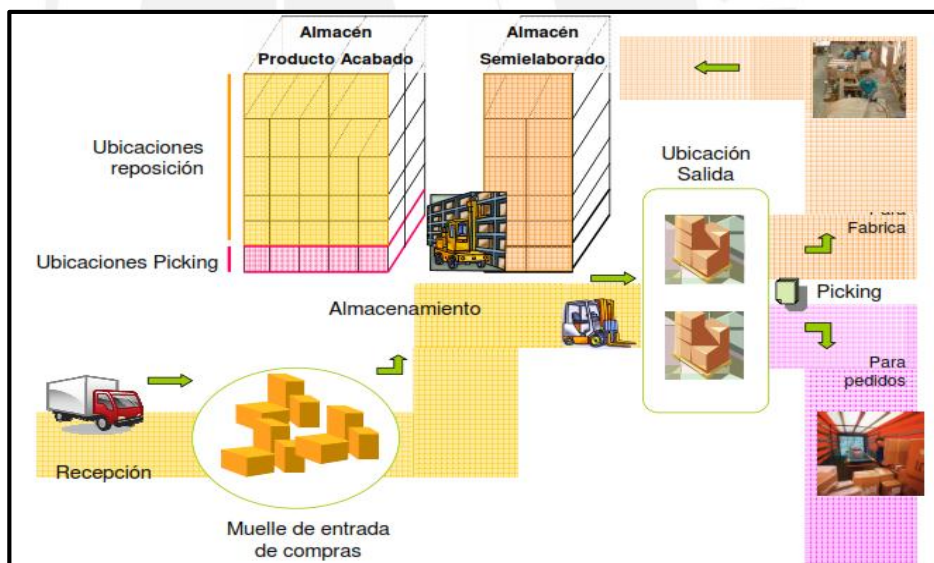 Almacén
Producto Acabado
Almacén
Semielaborado
Ubicaciones
reposición
Ubicación
Salida
Para
Fabrica
Ubicaciones Picking
Almacenamiento
Picking
Para
pedidos
Recepción
Muelle de entrada
de compras